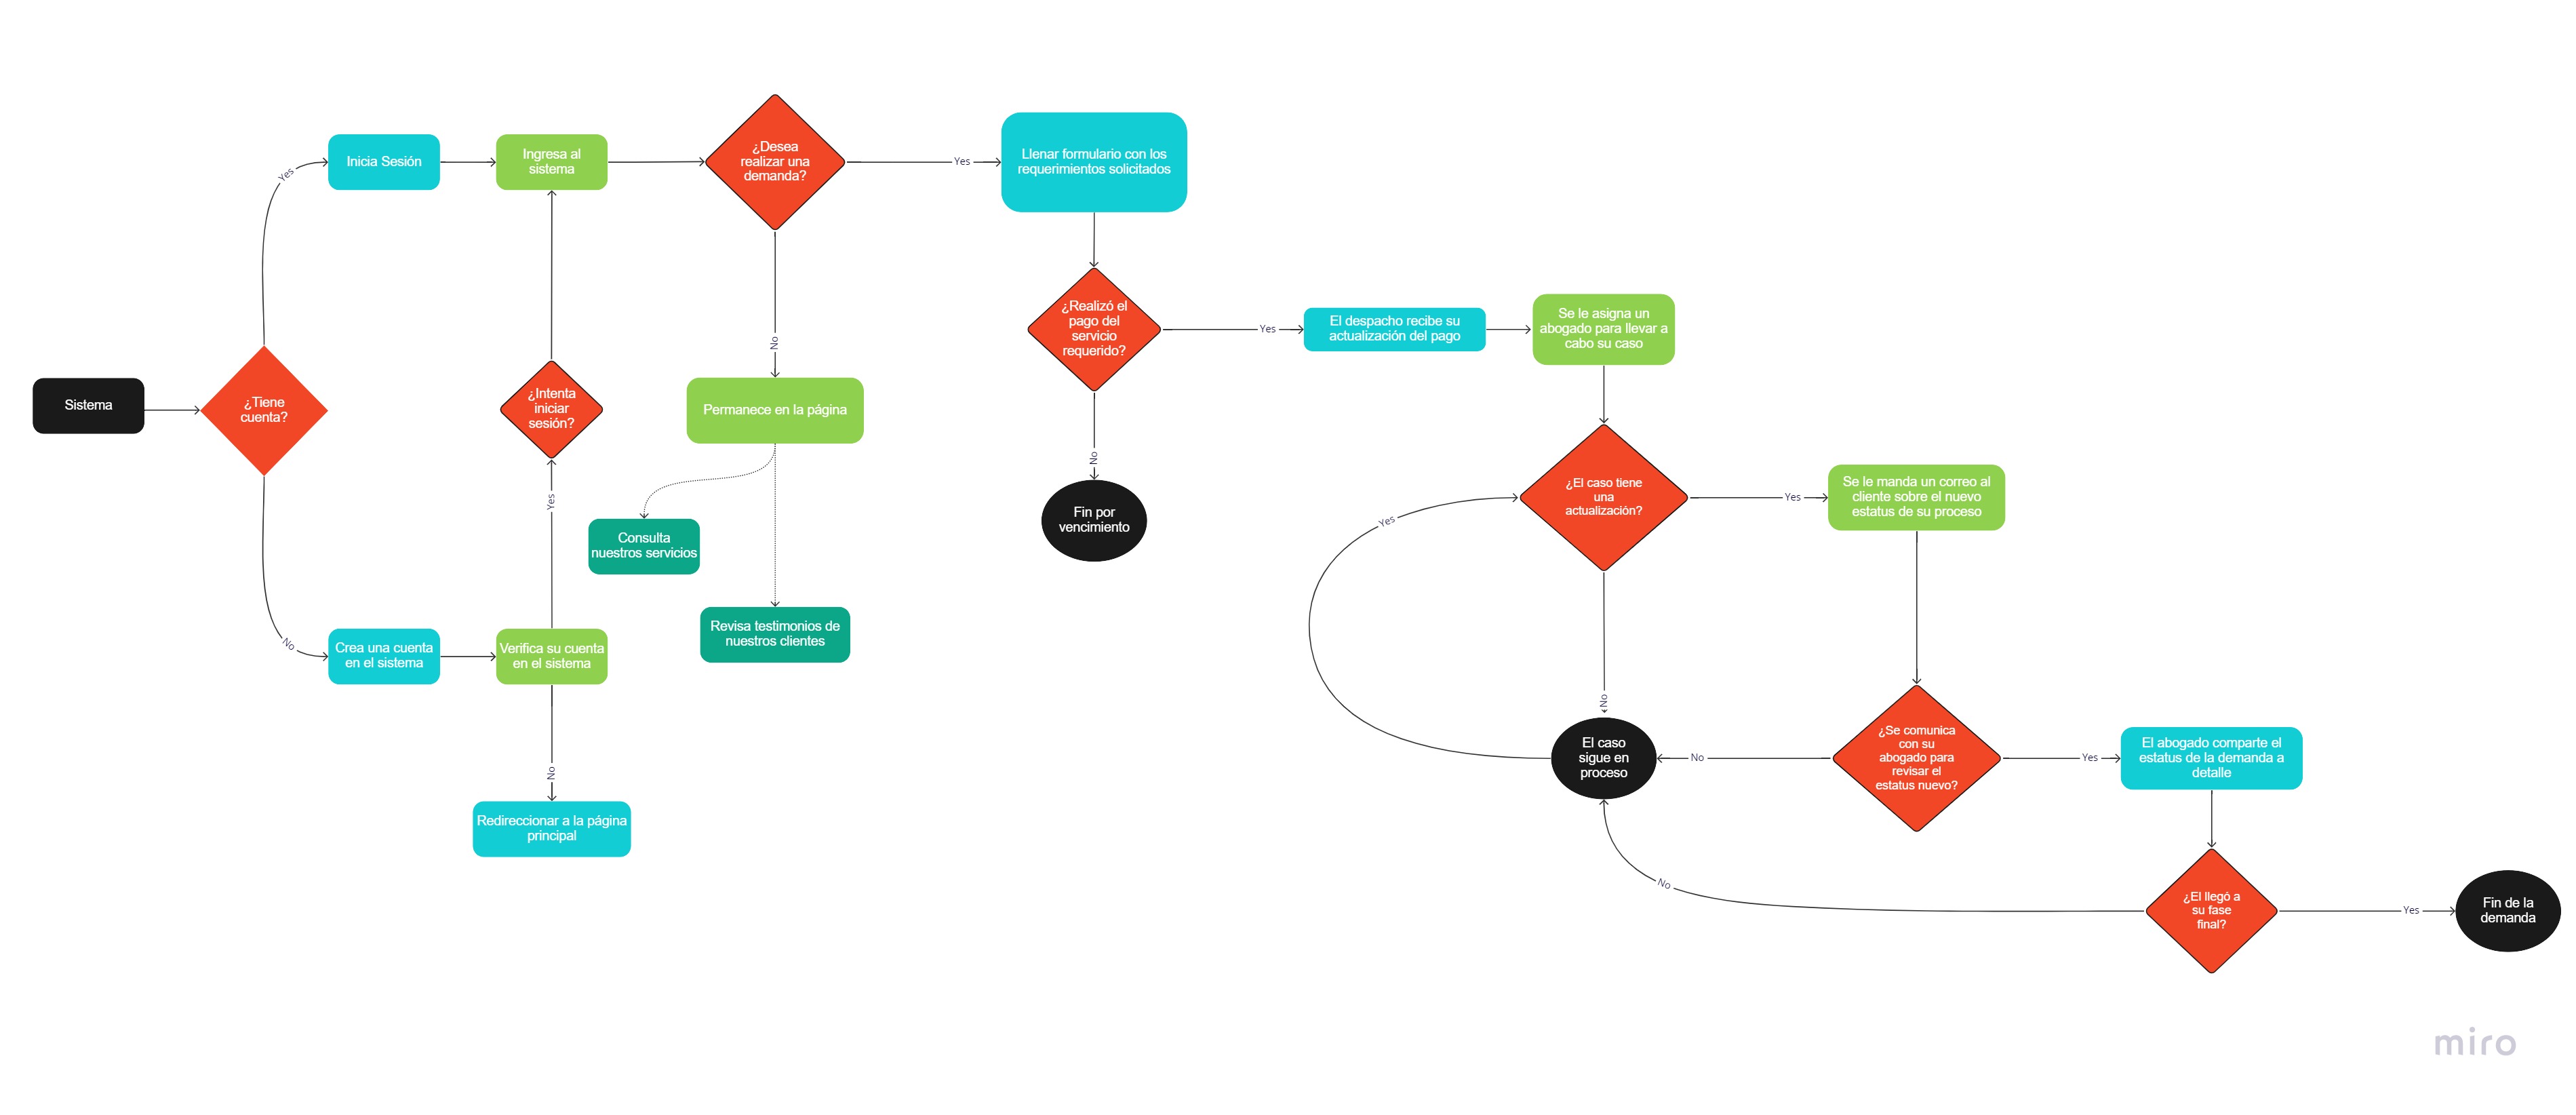 Sistema
¿Tiene
cuenta?
Yes
No
Inicia Sesión
Ingresa al
sistema
¿Intenta
iniciar
sesión?
Yes
Crea una cuenta
en el sistema
Verifica su cuenta
en el sistema
No
Redireccionar a la página
principal
¿Desea
realizar una
demanda?
Yes
No
Permanece en la página
Consulta
nuestros servicios
Revisa testimonios de
nuestros clientes
Llenar formulario con los
requerimientos solicitados
¿Realizó el
pago del
servicio
requerido?
Yes
No
Fin por
vencimiento
El despacho recibe su
actualización del pago
Se le asigna un
abogado para llevar a
cabo su caso
¿El caso tiene
una
actualización?
Yes
Yes
No
Se le manda un correo al
cliente sobre el nuevo
estatus de su proceso
El caso
sigue en
proceso
No
¿Se comunica
con su
abogado para
revisar el
estatus nuevo?
Yes
El abogado comparte el
estatus de la demanda a
detalle
No
¿El llegó a
su fase
final?
Yes
Fin de la
demanda
miro